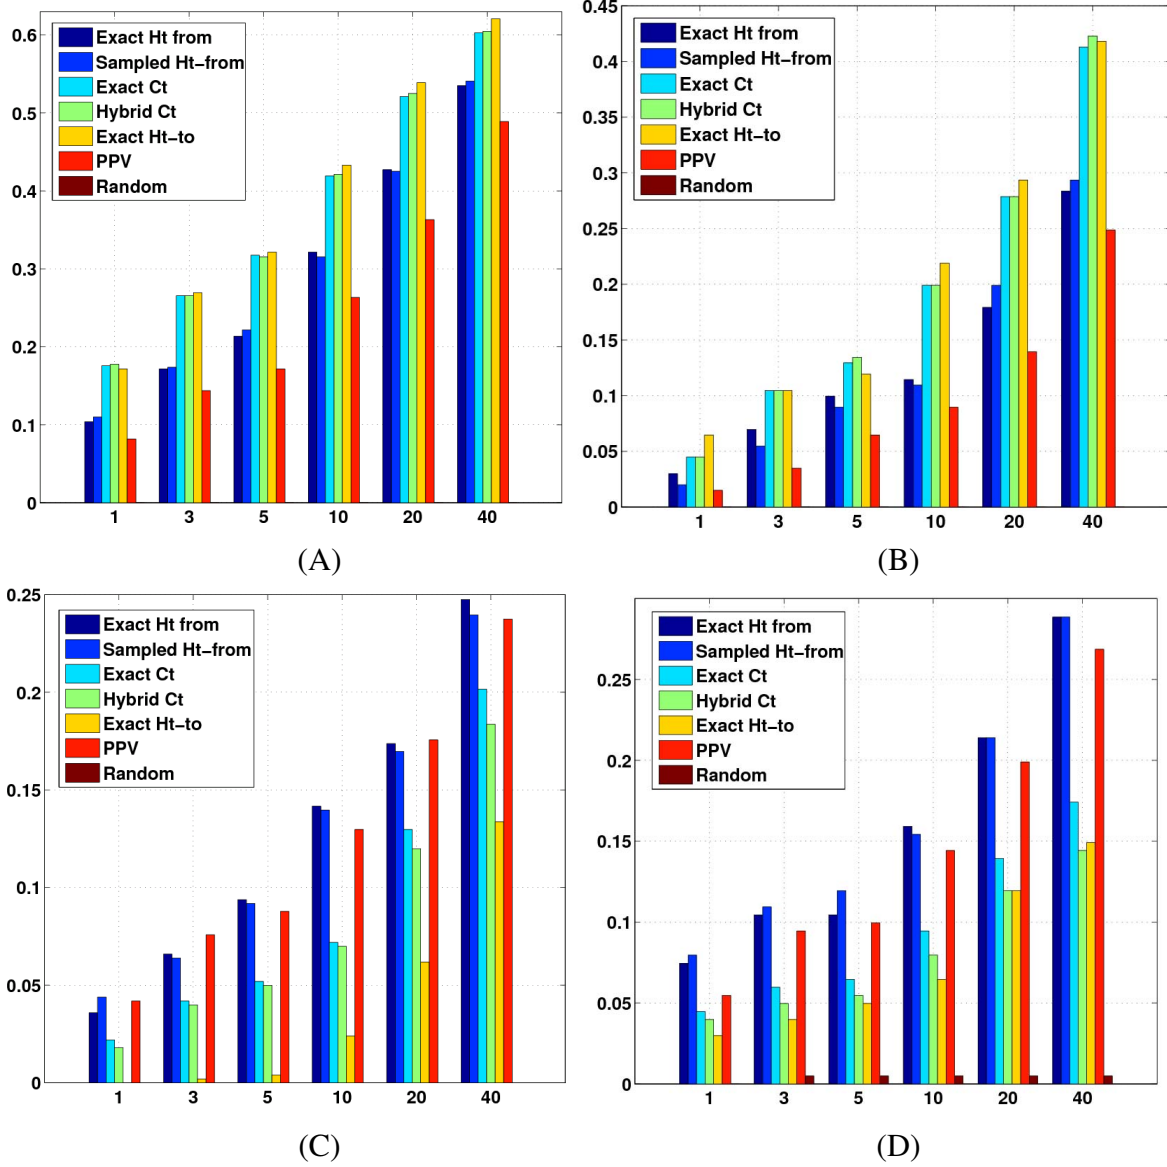 0.6
0.5
0.4
0.3
0.2
0.1
0
Exact Ht from
Sampled Ht-from
Exact Ct
Hybrid Ct
Exact Ht-to
PPV
Random
1 3 5 10 20 40
(A)
0.45
0.4
0.35
0.3
0.25
0.2
0.15
0.1
0.05
0
Exact Ht from
Sampled Ht-from
Exact Ct
Hybrid Ct
Exact Ht-to
PPV
Random
1 3 5 10 20 40
(B)
0.25
0.2
0.15
0.1
0.05
0
Exact Ht from
Sampled Ht-from
Exact Ct
Hybrid Ct
Exact Ht-to
PPV
Random
1 3 5 10 20 40
(C)
0.25
0.2
0.15
0.1
0.05
0
Exact Ht from
Sampled Ht-from
Exact Ct
Hybrid Ct
Exact Ht-to
PPV
Random
1 3 5 10 20 40
(D)